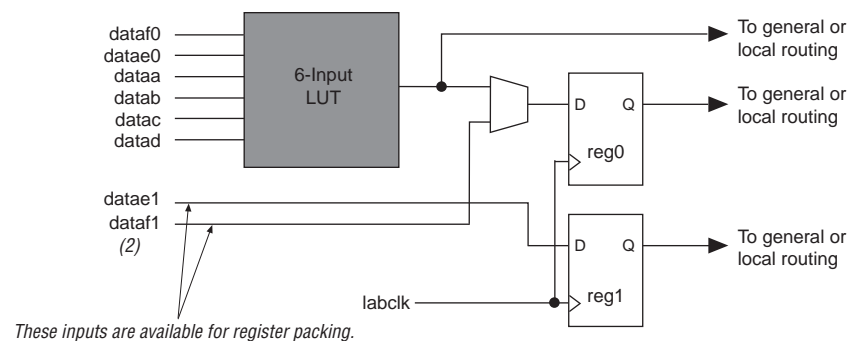 dataf0
datae0
dataa
datab
datac
datad
6-Input
LUT
To general or
local routing
D Q
reg0
To general or
local routing
datae1
dataf1
(2)
D Q
reg1
To general or
local routing
labclk
These inputs are available for register packing.